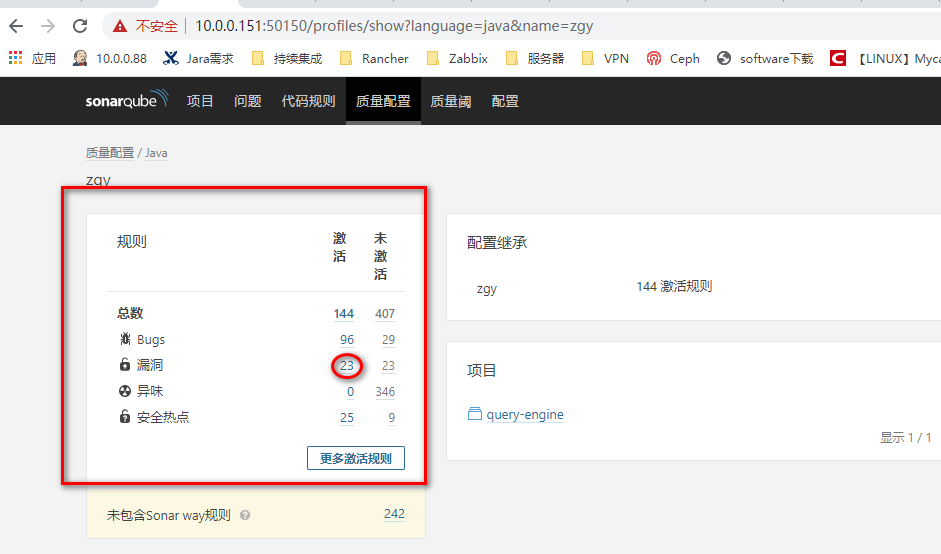 不安全 | 10.0.0.151:50150/profiles/show?language=java&name=zgy
应用 10.0.0.88 Jara需求 持续集成 Rancher Zabbix 服务器 VPN Ceph software下载 【LINUX】Myca
sonarqube 项目 问题 代码规则 质量配置 质量阈 配置
质量配置 / Java
zgy
规则 激活 未激活
总数 144 407
Bugs 96 29
漏洞 23 23
异味 0 346
安全热点 25 9
更多激活规则
未包含Sonar way规则 ? 242
配置继承
zgy 144 激活规则
项目
query-engine
显示 1 / 1